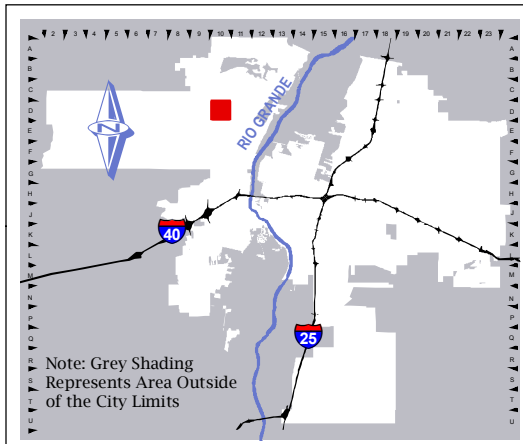 2 3 4 5 6 7 8 9 10 11 12 13 14 15 16 17 18 19 20 21 22 23
A A
B B
C C
D D
E E
F F
G G
H H
J J
K K
L L
M M
N N
P P
Q Q
R R
S S
T T
U U
N
RIO GRANDE
40
25
Note: Grey Shading
Represents Area Outside
of the City Limits